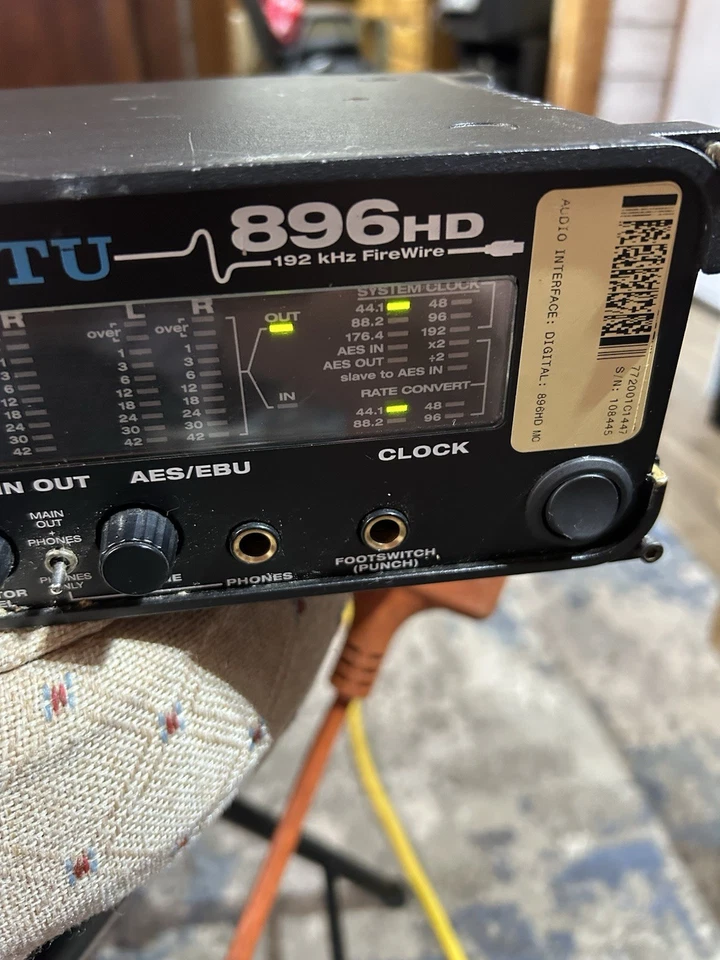 TU
896HD
192 kHz FireWire
R L R
over over
1 1 1
3 3 3
6 6 6
12 12 12
18 18 18
24 24 24
30 30 30
42 42 42
OUT
IN
SYSTEM CLOCK
44.1 48
88.2 96
176.4 192
AES IN x2
AES OUT ÷2
slave to AES IN
RATE CONVERT
44.1 48
88.2 96
IN OUT
AES/EBU
CLOCK
MAIN
OUT
+
PHONES
PHONES
ONLY
PHONES
FOOTSWITCH
(PUNCH)
AUDIO INTERFACE: DIGITAL: 896HD MO
772001C1447
S/N: 108445